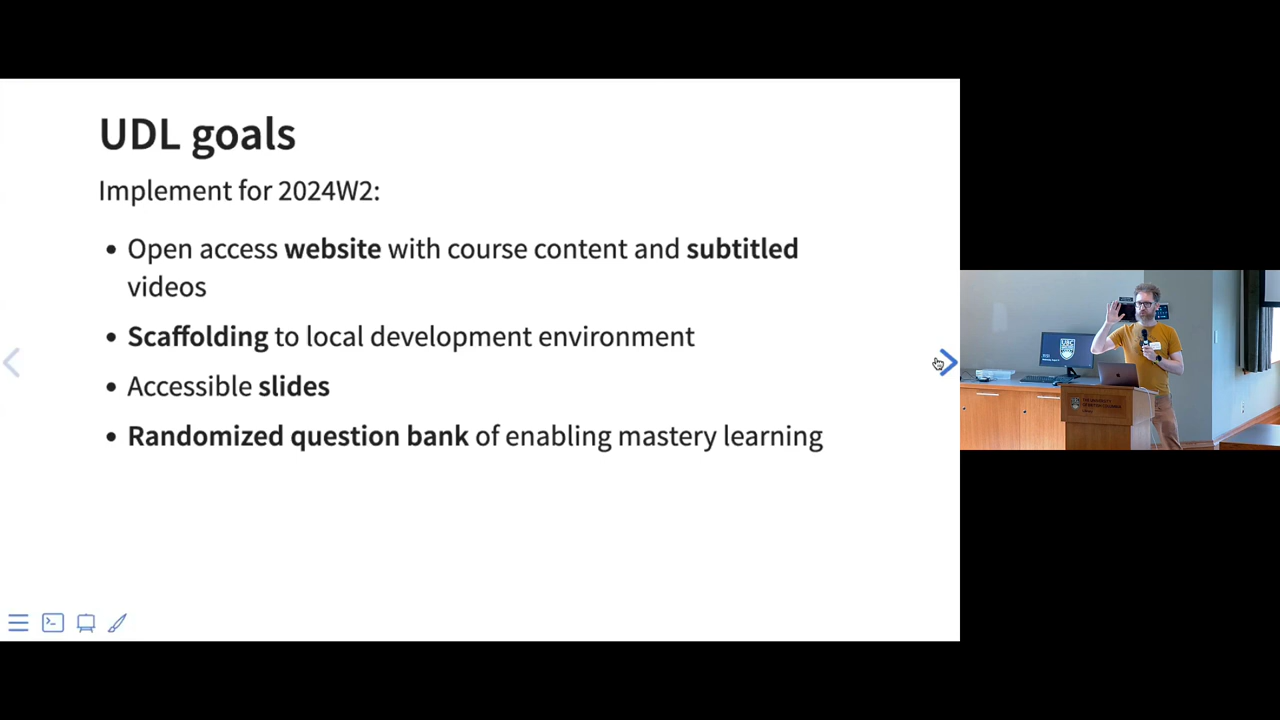 UDL goals
Implement for 2024W2:
• Open access website with course content and subtitled
videos
• Scaffolding to local development environment
• Accessible slides
• Randomized question bank of enabling mastery learning
UBC